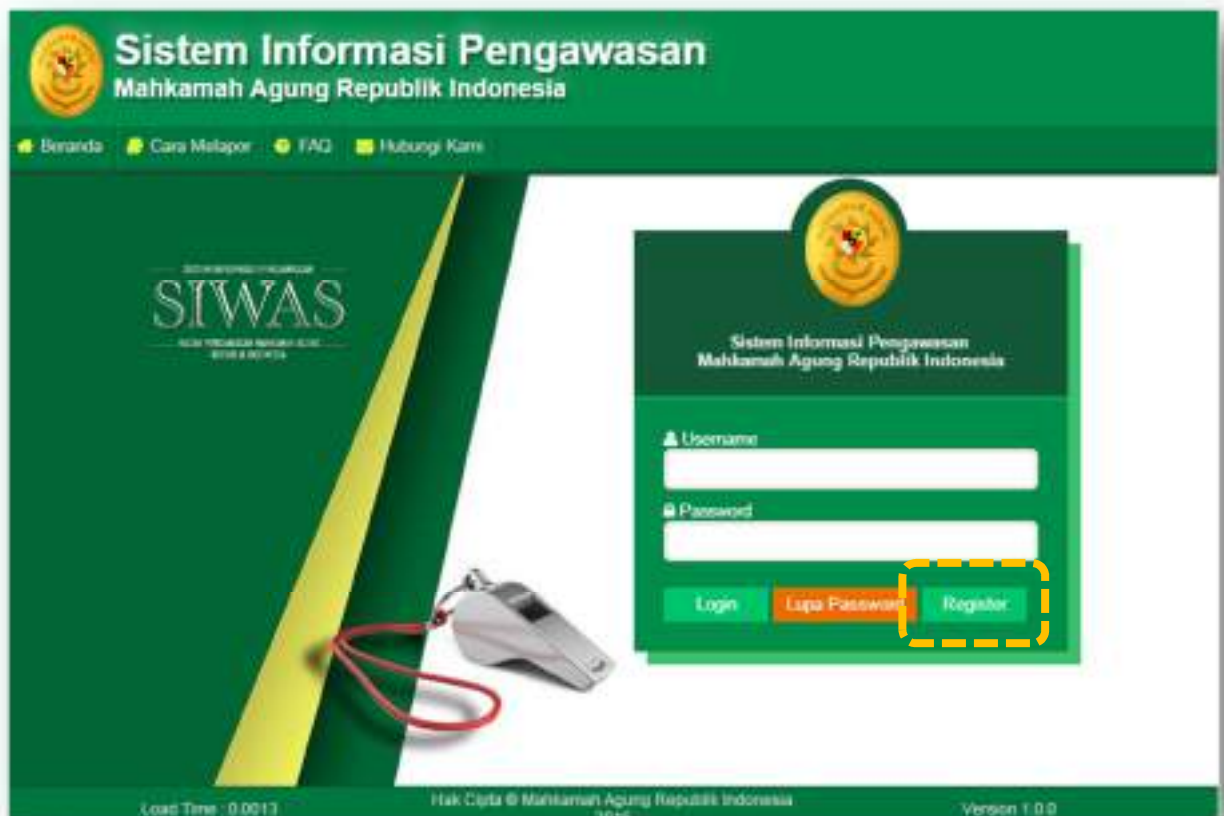 Sistem Informasi Pengawasan
Mahkamah Agung Republik Indonesia
Beranda Cara Melapor FAQ Hubungi Kami
SIWAS
Sistem Informasi Pengawasan
Mahkamah Agung Republik Indonesia
Username
Password
Login Lupa Password Register
Load Time : 0.0013
Hak Cipta © Mahkamah Agung Republik Indonesia
Version 1.0.0